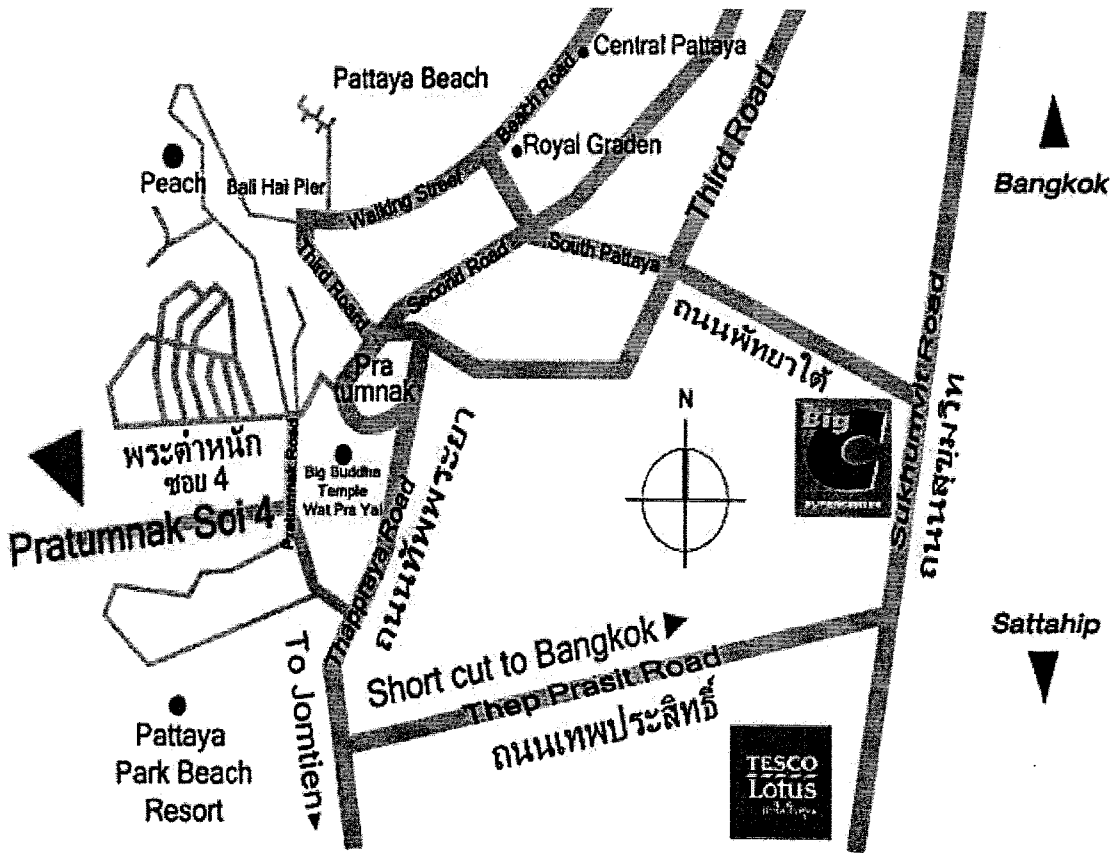 Central Pattaya
Pattaya Beach
Beach Road
Third Road
Royal Graden
Peach
Bali Hai Pier
Walking Street
Bangkok
Third Roard
Second Road
South Pattaya
ถนนพัทยาใต้
Sukhumvit Road
ถนนสุขุมวิท
Pra
tumnak
N
Big
C
พระตำหนัก
ซอย 4
Pratumnak Soi 4
Pratumnak Road
Big Buddha
Temple
Wat Pra Yai
Thappraya Road
ถนนทัพพระยา
Sattahip
Short cut to Bangkok
Thep Prasit Road
ถนนเทพประสิทธิ์
To Jomtien
Pattaya
Park Beach
Resort
TESCO
Lotus